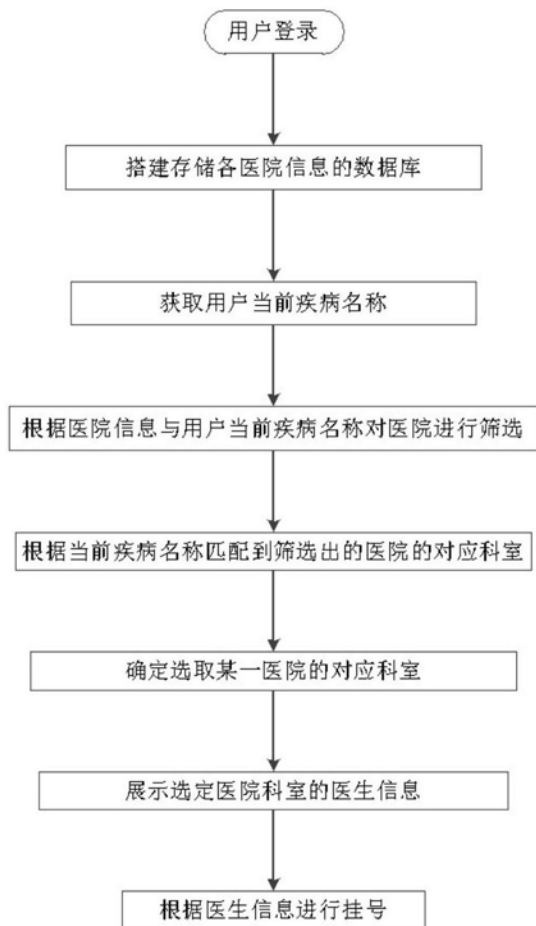 用户登录
搭建存储各医院信息的数据库
获取用户当前疾病名称
根据医院信息与用户当前疾病名称对医院进行筛选
根据当前疾病名称匹配到筛选出的医院的对应科室
确定选取某一医院的对应科室
展示选定医院科室的医生信息
根据医生信息进行挂号